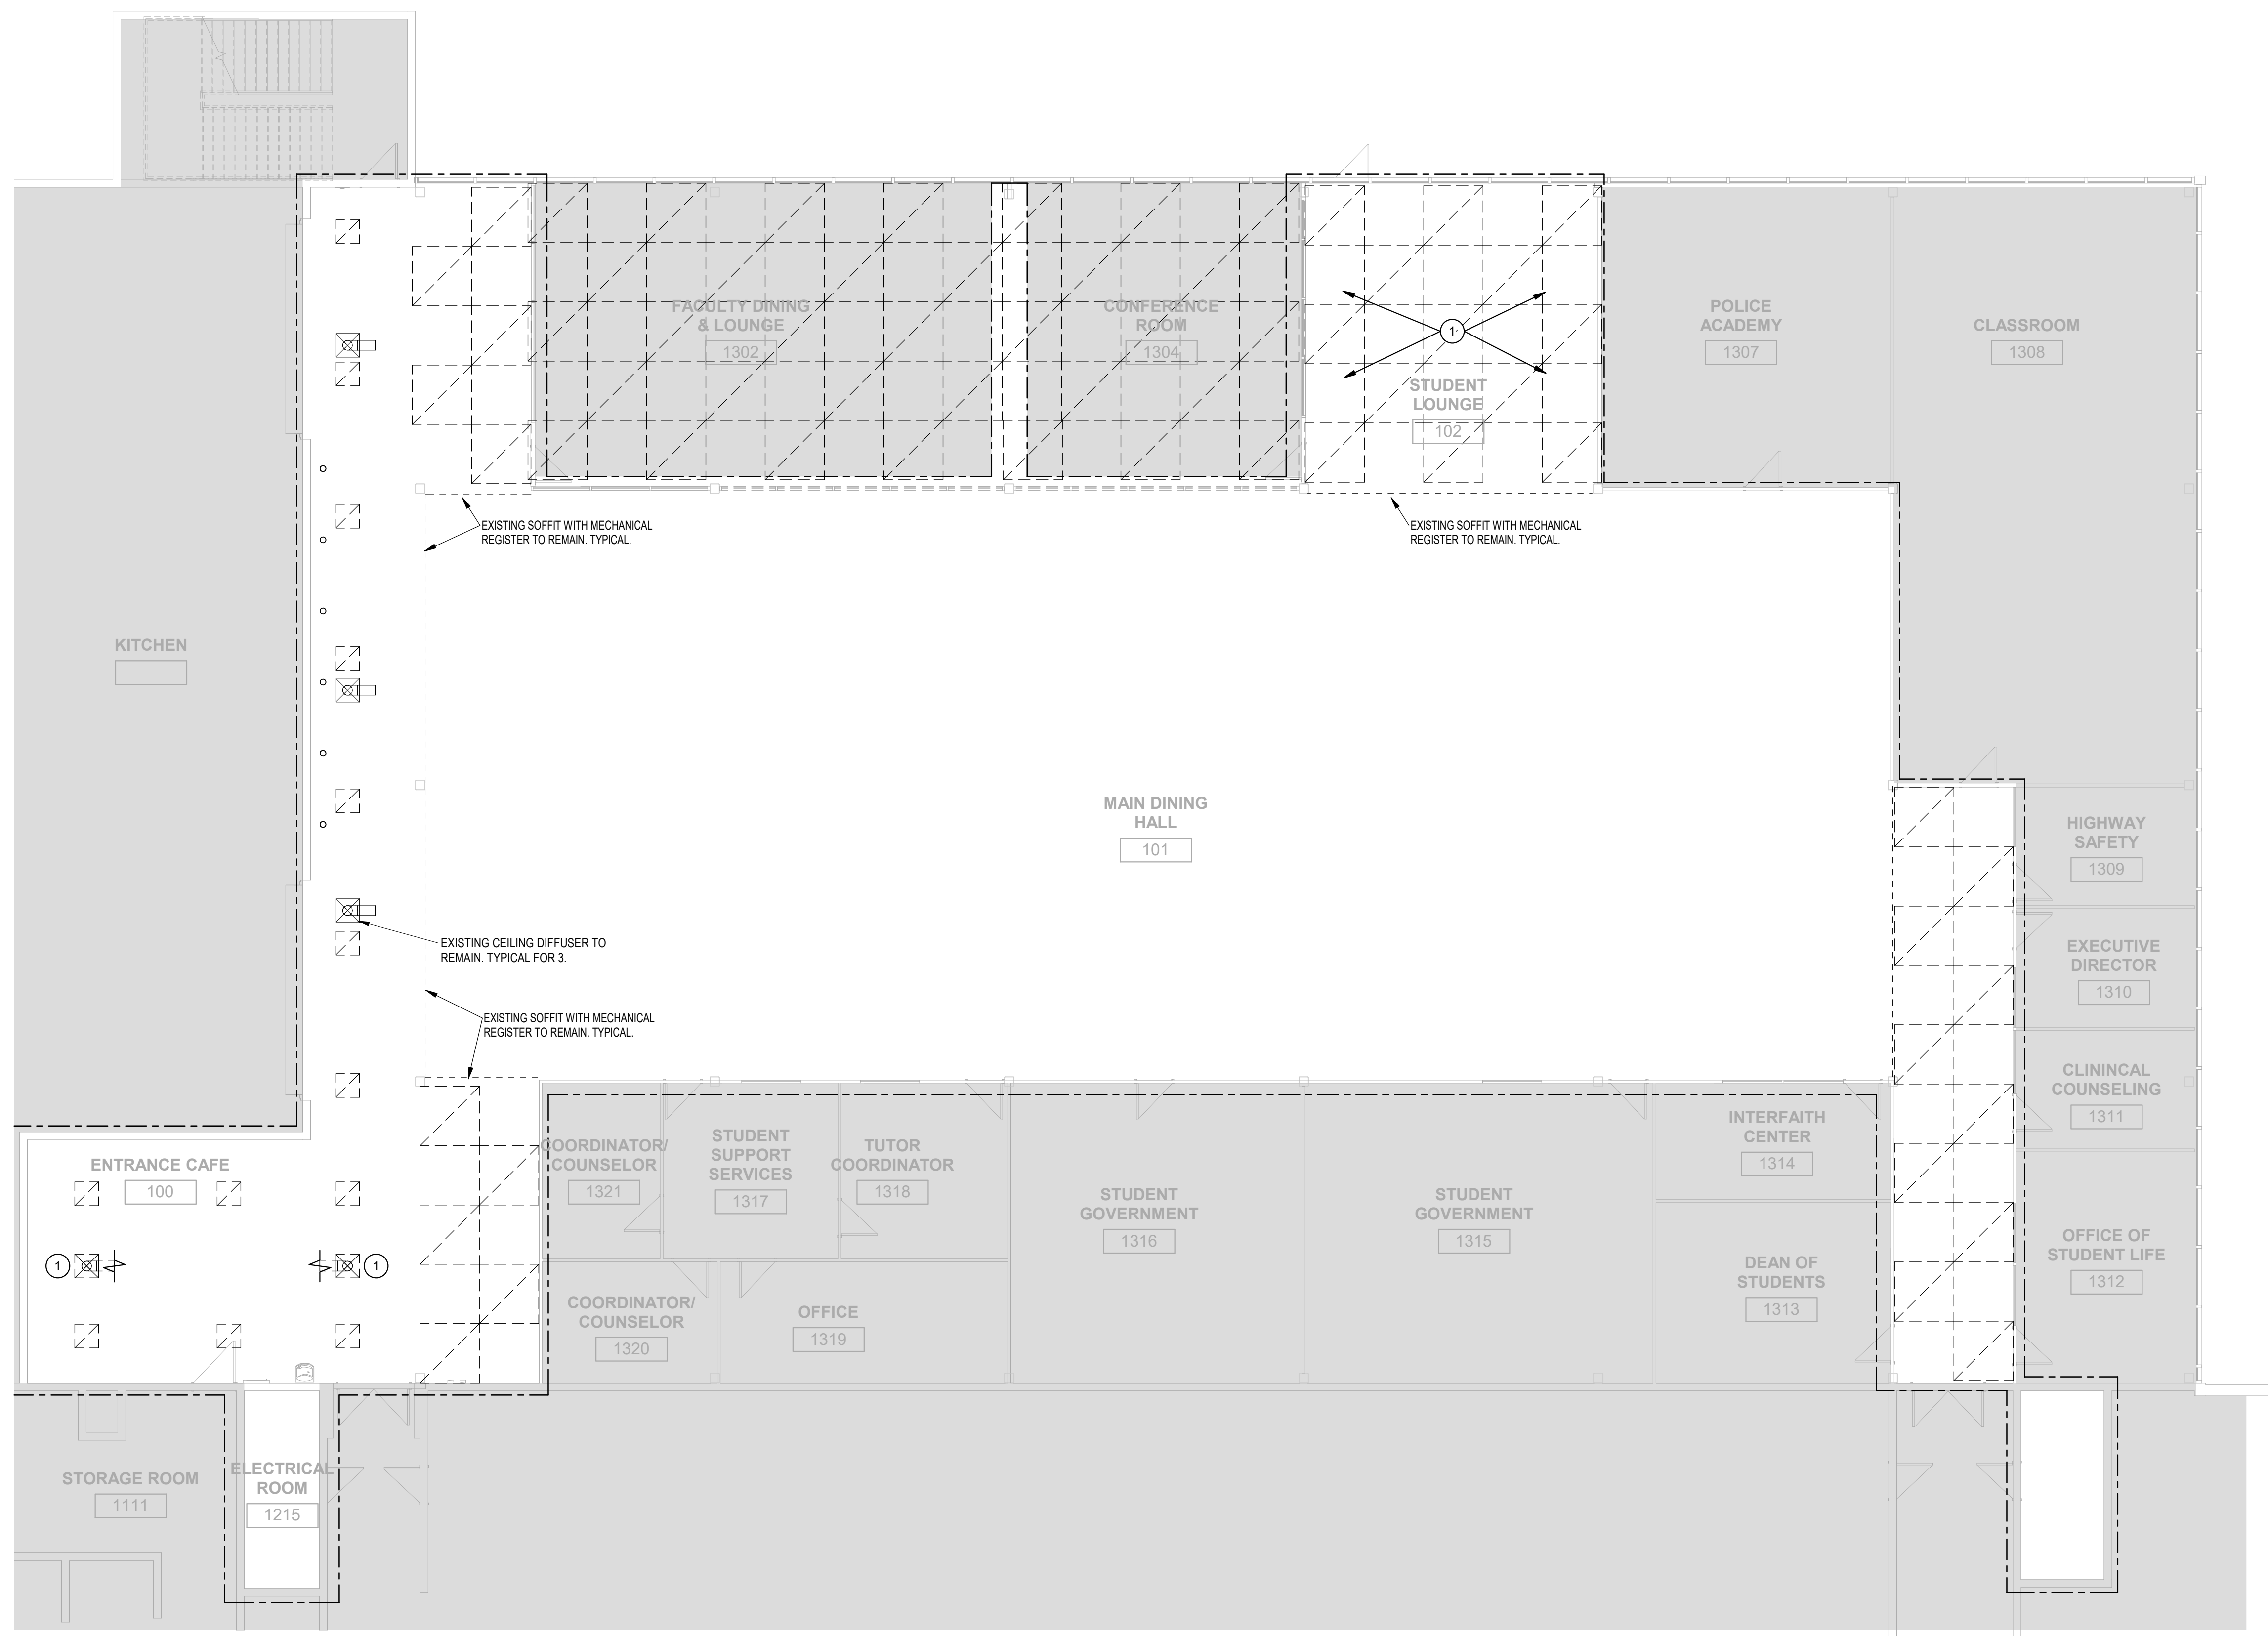 FACULTY DINING
& LOUNGE
1302
CONFERENCE
ROOM
1304
1
STUDENT
LOUNGE
102
POLICE
ACADEMY
1307
CLASSROOM
1308
EXISTING SOFFIT WITH MECHANICAL
REGISTER TO REMAIN. TYPICAL.
EXISTING SOFFIT WITH MECHANICAL
REGISTER TO REMAIN. TYPICAL.
KITCHEN
MAIN DINING
HALL
101
HIGHWAY
SAFETY
1309
EXISTING CEILING DIFFUSER TO
REMAIN. TYPICAL FOR 3.
EXECUTIVE
DIRECTOR
1310
EXISTING SOFFIT WITH MECHANICAL
REGISTER TO REMAIN. TYPICAL.
CLININCAL
COUNSELING
1311
ENTRANCE CAFE
100
COORDINATOR/
COUNSELOR
1321
STUDENT
SUPPORT
SERVICES
1317
TUTOR
COORDINATOR
1318
STUDENT
GOVERNMENT
1316
STUDENT
GOVERNMENT
1315
INTERFAITH
CENTER
1314
1
1
DEAN OF
STUDENTS
1313
OFFICE OF
STUDENT LIFE
1312
COORDINATOR/
COUNSELOR
1320
OFFICE
1319
STORAGE ROOM
1111
ELECTRICAL
ROOM
1215